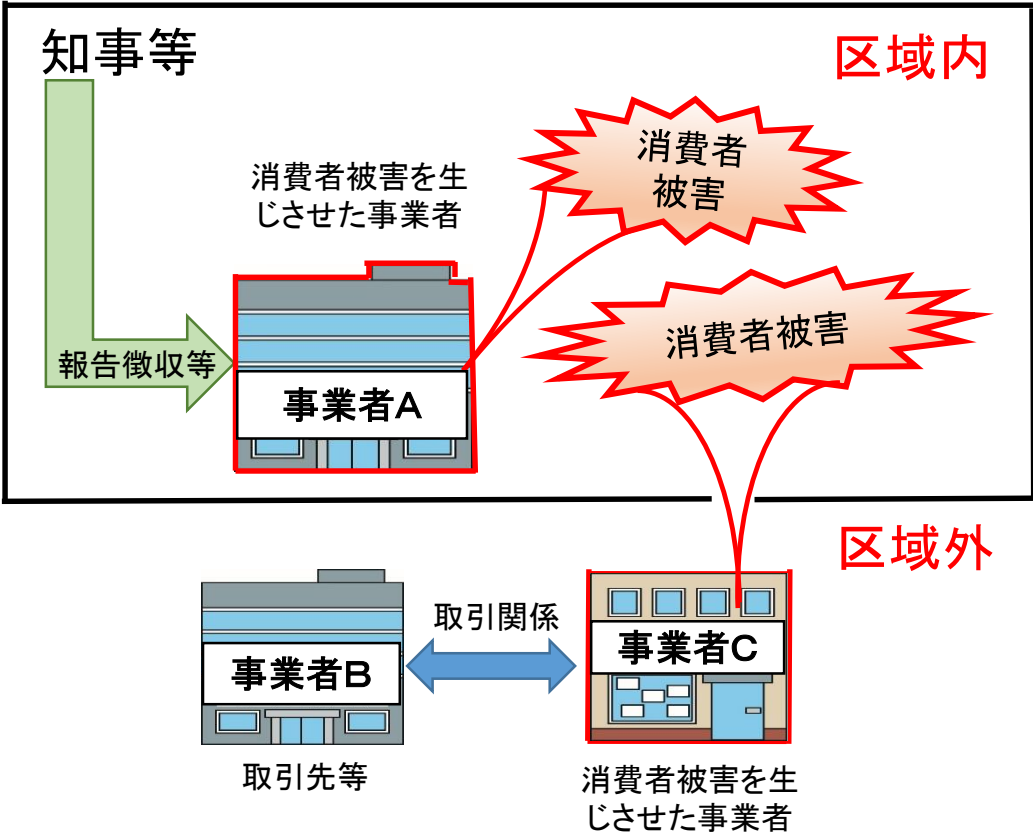 知事等
区域内
消費者
被害
消費者被害を生
じさせた事業者
消費者被害
報告徴収等
事業者A
区域外
取引関係
事業者B
事業者C
取引先等
消費者被害を生
じさせた事業者